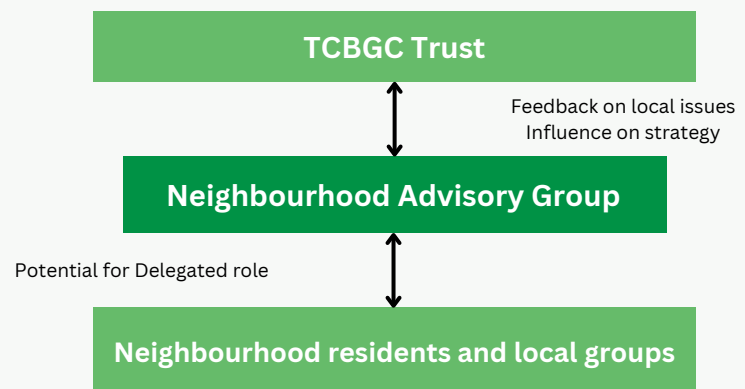 TCBGC Trust
Feedback on local issues
Influence on strategy
Neighbourhood Advisory Group
Potential for Delegated role
Neighbourhood residents and local groups